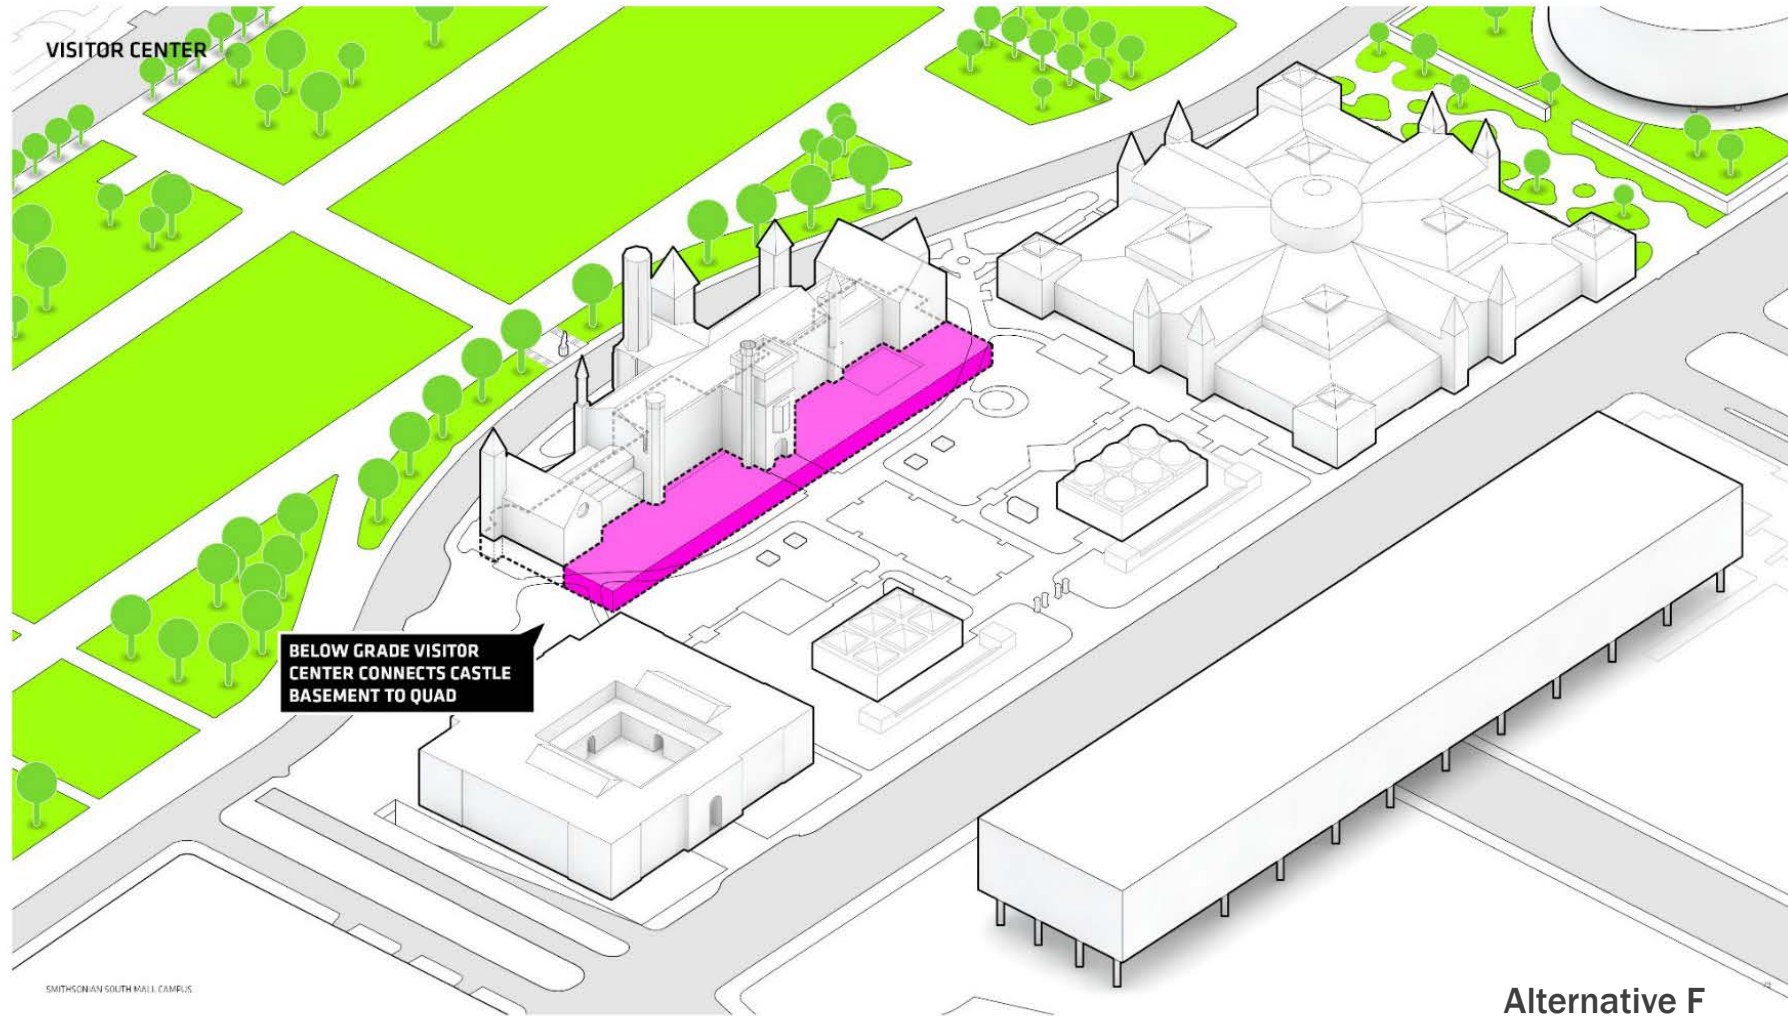 VISITOR CENTER
BELOW GRADE VISITOR
CENTER CONNECTS CASTLE
BASEMENT TO QUAD
SMITHSONIAN SOUTH MALL CAMPUS
Alternative F